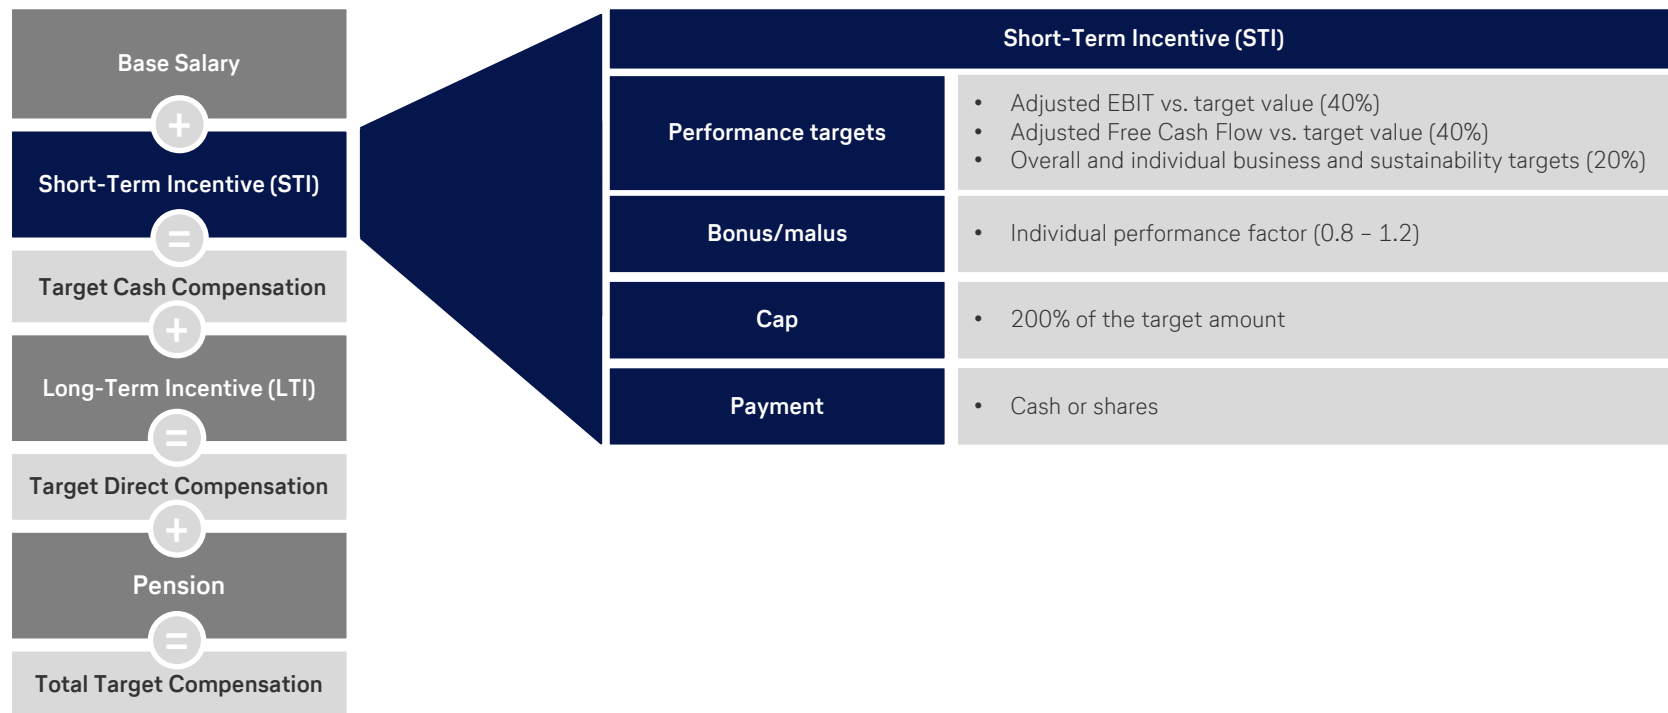 Base Salary
+
Short-Term Incentive (STI)
=
Target Cash Compensation
+
Long-Term Incentive (LTI)
=
Target Direct Compensation
+
Pension
=
Total Target Compensation
Short-Term Incentive (STI)
Performance targets
• Adjusted EBIT vs. target value (40%)
• Adjusted Free Cash Flow vs. target value (40%)
• Overall and individual business and sustainability targets (20%)
Bonus/malus
• Individual performance factor (0.8 – 1.2)
Cap
• 200% of the target amount
Payment
• Cash or shares